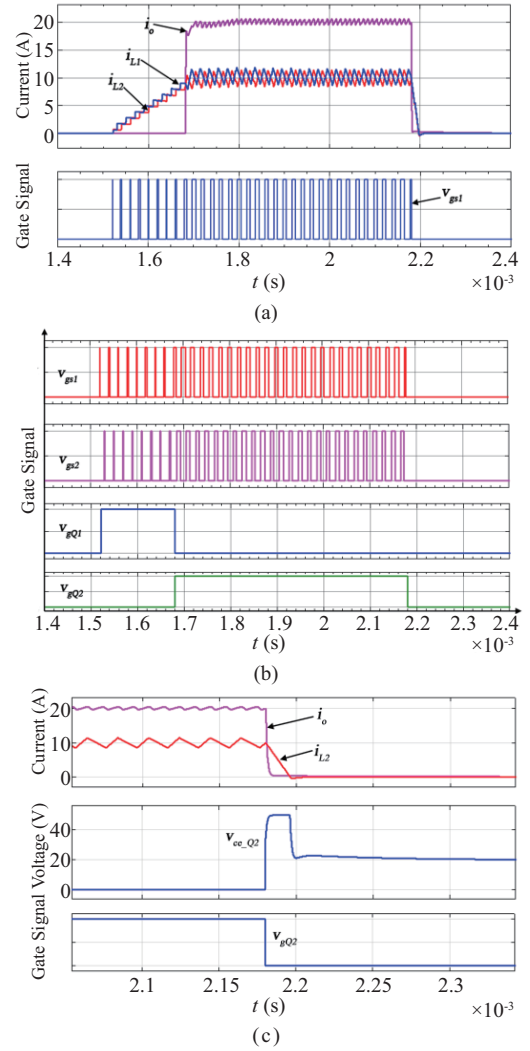 Current (A)
20
15
10
5
0
i_o
i_L1
i_L2
Gate Signal
v_gs1
1.4 1.6 1.8 2 2.2 2.4
t (s)
×10⁻³
(a)
Gate Signal
v_gs1
v_gs2
v_gQ1
v_gQ2
1.4 1.5 1.6 1.7 1.8 1.9 2.0 2.1 2.2 2.3 2.4
t (s)
×10⁻³
(b)
Current (A)
20
10
0
i_o
i_L2
Gate Signal Voltage (V)
40
20
0
v_ce_Q2
v_gQ2
2.1 2.15 2.2 2.25 2.3
t (s)
×10⁻³
(c)